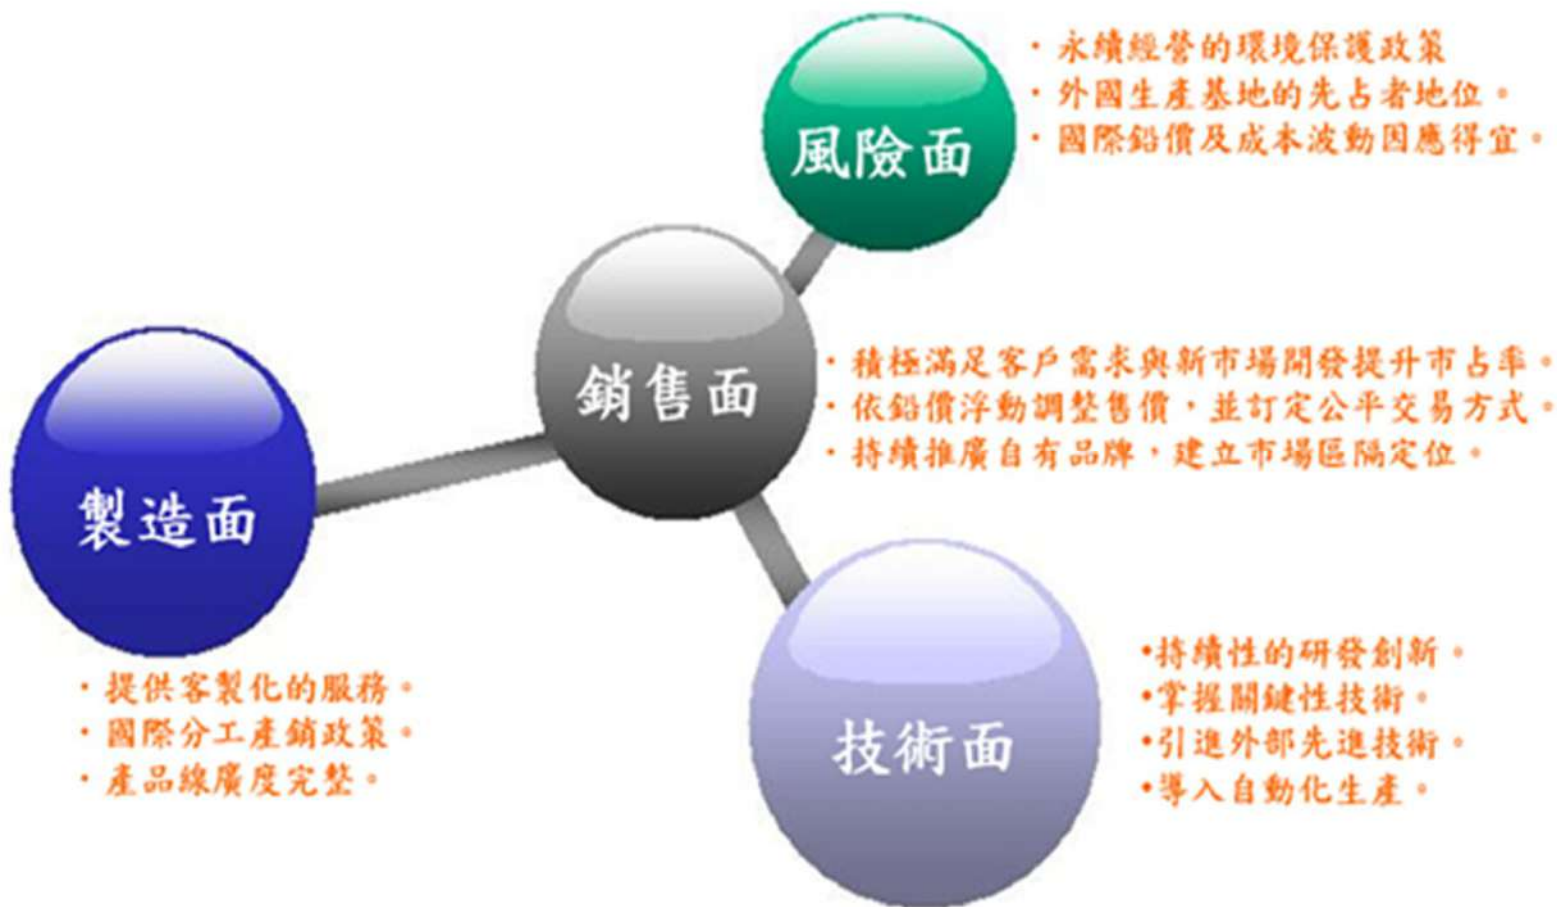 風險面
· 永續經營的環境保護政策
· 外國生產基地的先占者地位。
· 國際鉛價及成本波動因應得宜。
銷售面
· 積極滿足客戶需求與新市場開發提升市占率。
· 依鉛價浮動調整售價，並訂定公平交易方式。
· 持續推廣自有品牌，建立市場區隔定位。
製造面
· 提供客製化的服務。
· 國際分工產銷政策。
· 產品線廣度完整。
技術面
•持續性的研發創新。
•掌握關鍵性技術。
•引進外部先進技術。
•導入自動化生產。